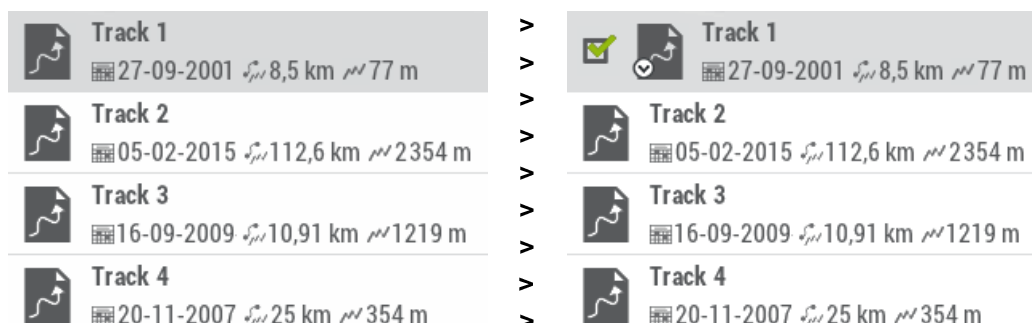 Track 1
27-09-2001 8,5 km 77 m
Track 2
05-02-2015 112,6 km 2354 m
Track 3
16-09-2009 10,91 km 1219 m
Track 4
20-11-2007 25 km 354 m
>
>
>
>
>
>
>
>
>
Track 1
27-09-2001 8,5 km 77 m
Track 2
05-02-2015 112,6 km 2354 m
Track 3
16-09-2009 10,91 km 1219 m
Track 4
20-11-2007 25 km 354 m